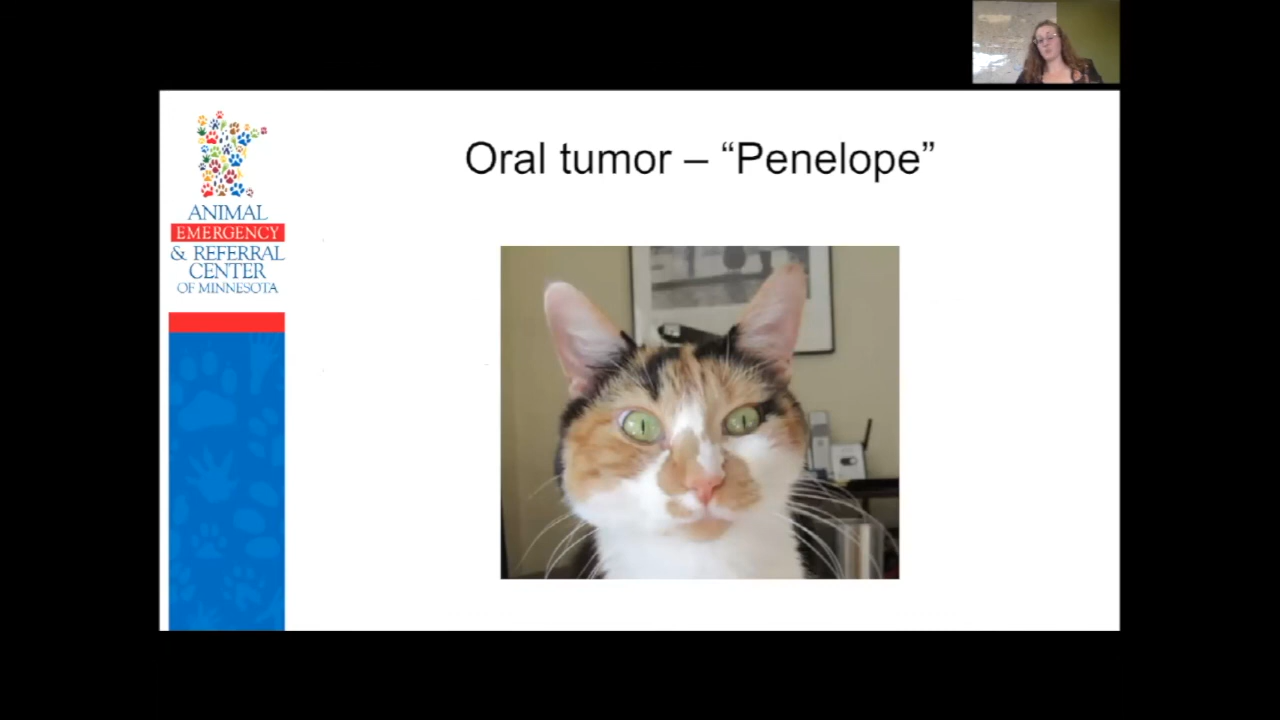 Oral tumor – “Penelope”
ANIMAL
EMERGENCY
& REFERRAL
CENTER
OF MINNESOTA